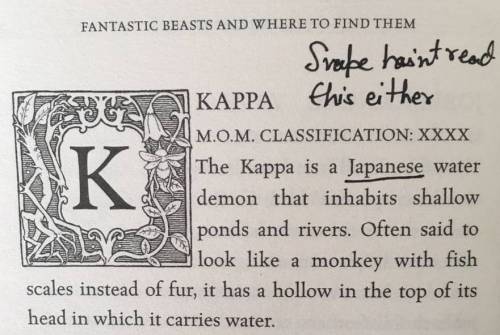 FANTASTIC BEASTS AND WHERE TO FIND THEM
Snape hasn't read
this either
KAPPA
M.O.M. CLASSIFICATION: XXXX
K
The Kappa is a Japanese water
demon that inhabits shallow
ponds and rivers. Often said to
look like a monkey with fish
scales instead of fur, it has a hollow in the top of its
head in which it carries water.